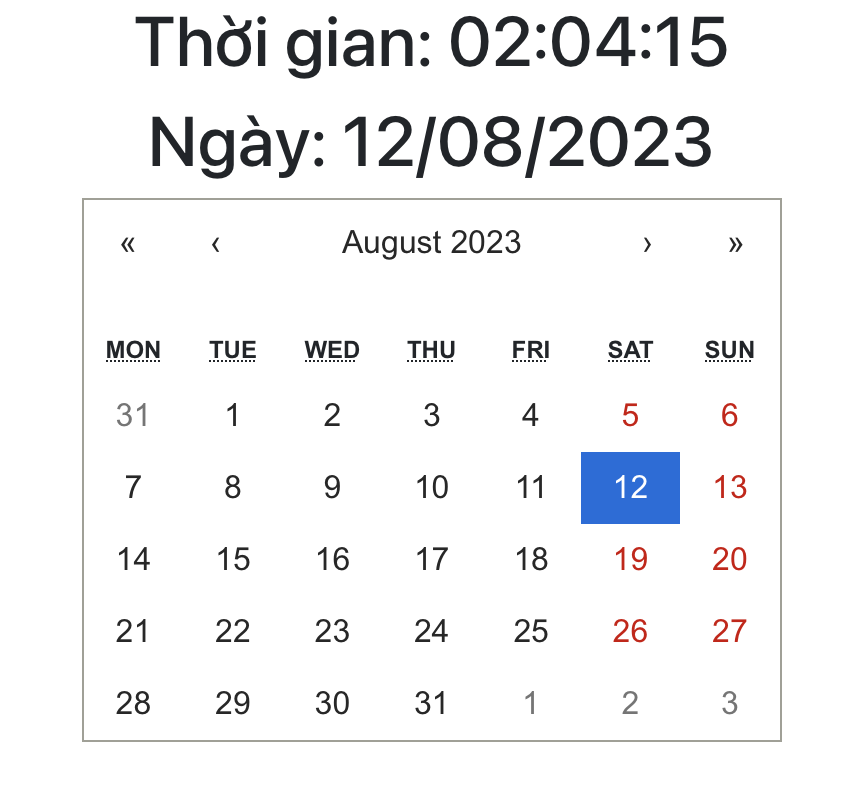 Thời gian: 02:04:15
Ngày: 12/08/2023
« ‹ August 2023 › »
MON TUE WED THU FRI SAT SUN
31 1 2 3 4 5 6
7 8 9 10 11 12 13
14 15 16 17 18 19 20
21 22 23 24 25 26 27
28 29 30 31 1 2 3